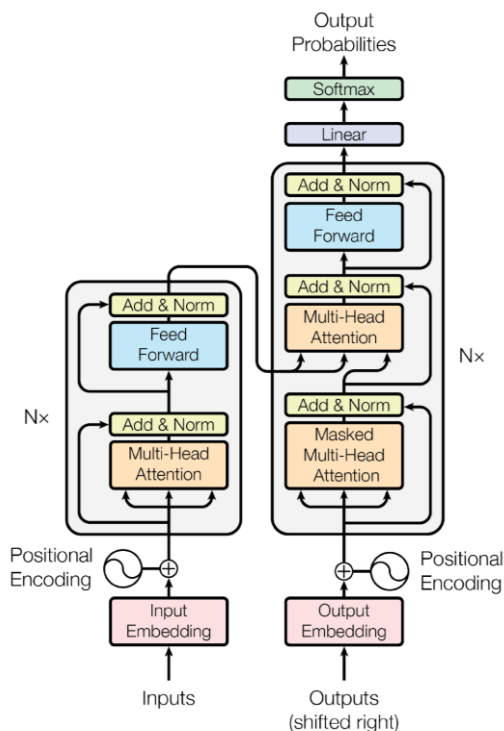 Output
Probabilities
Softmax
Linear
Add & Norm
Feed
Forward
Add & Norm
Multi-Head
Attention
Add & Norm
Masked
Multi-Head
Attention
Nx
Add & Norm
Feed
Forward
Add & Norm
Multi-Head
Attention
Nx
Positional
Encoding
Positional
Encoding
Input
Embedding
Output
Embedding
Inputs
Outputs
(shifted right)